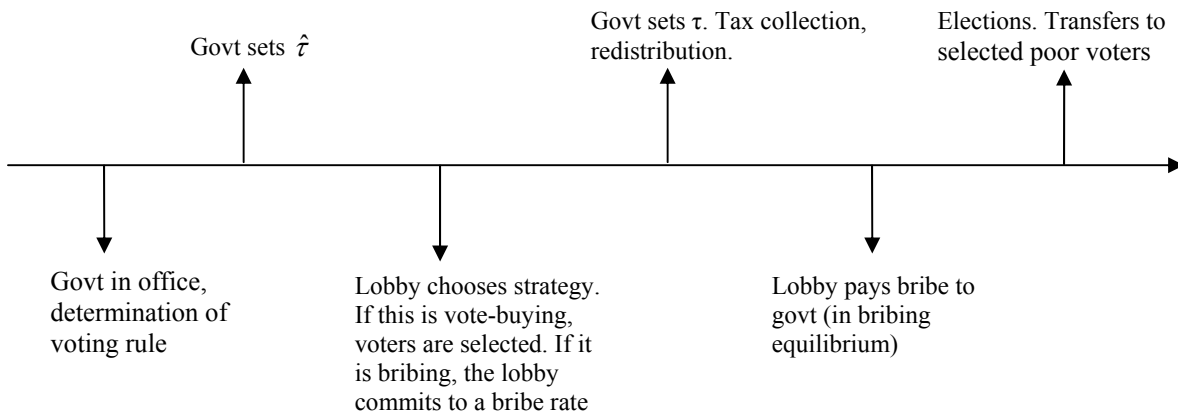 Govt sets τ̂
Govt sets τ. Tax collection,
redistribution.
Elections. Transfers to
selected poor voters
Govt in office,
determination of
voting rule
Lobby chooses strategy.
If this is vote-buying,
voters are selected. If it
is bribing, the lobby
commits to a bribe rate
Lobby pays bribe to
govt (in bribing
equilibrium)